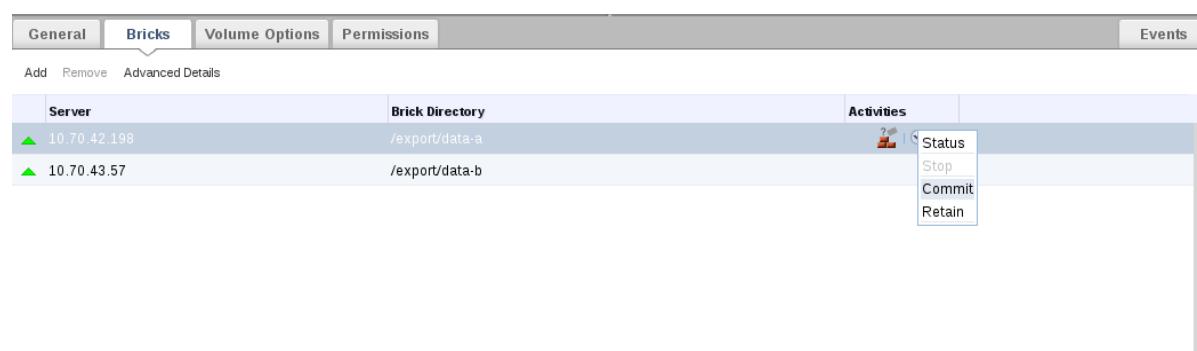 General Bricks Volume Options Permissions Events
Add Remove Advanced Details
Server Brick Directory Activities
10.70.42.198 /export/data-a
Status
Stop
10.70.43.57 /export/data-b
Commit
Retain